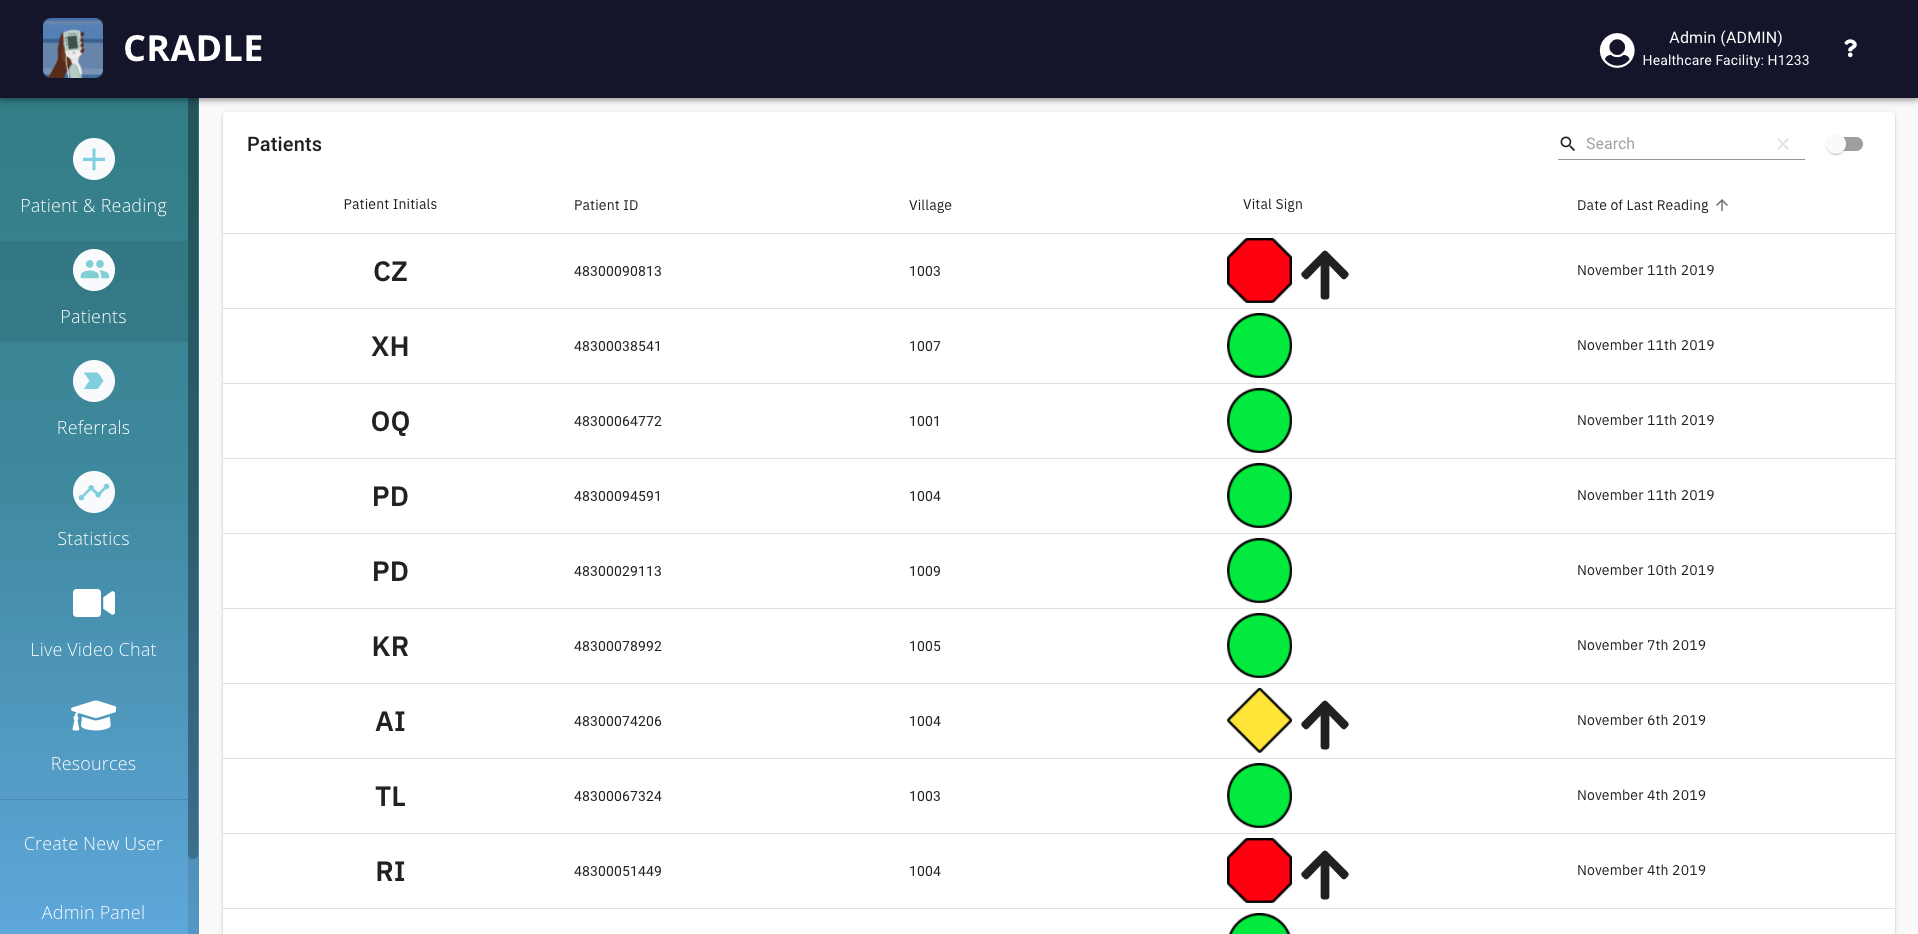 CRADLE
Admin (ADMIN)
Healthcare Facility: H1233
?
Patient & Reading
Patients
Referrals
Statistics
Live Video Chat
Resources
Create New User
Admin Panel
Patients
Search
Patient Initials Patient ID Village Vital Sign Date of Last Reading
CZ 48300090813 1003 November 11th 2019
XH 48300038541 1007 November 11th 2019
OQ 48300064772 1001 November 11th 2019
PD 48300094591 1004 November 11th 2019
PD 48300029113 1009 November 10th 2019
KR 48300078992 1005 November 7th 2019
AI 48300074206 1004 November 6th 2019
TL 48300067324 1003 November 4th 2019
RI 48300051449 1004 November 4th 2019